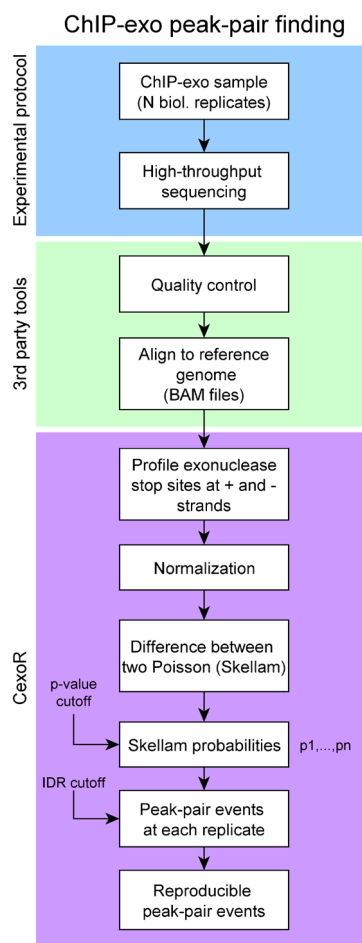 ChIP-exo peak-pair finding
Experimental protocol
ChIP-exo sample
(N biol. replicates)
High-throughput
sequencing
3rd party tools
Quality control
Align to reference
genome
(BAM files)
CexoR
Profile exonuclease
stop sites at + and -
strands
Normalization
Difference between
two Poisson (Skellam)
p-value
cutoff
Skellam probabilities
p1,...,pn
IDR cutoff
Peak-pair events
at each replicate
Reproducible
peak-pair events